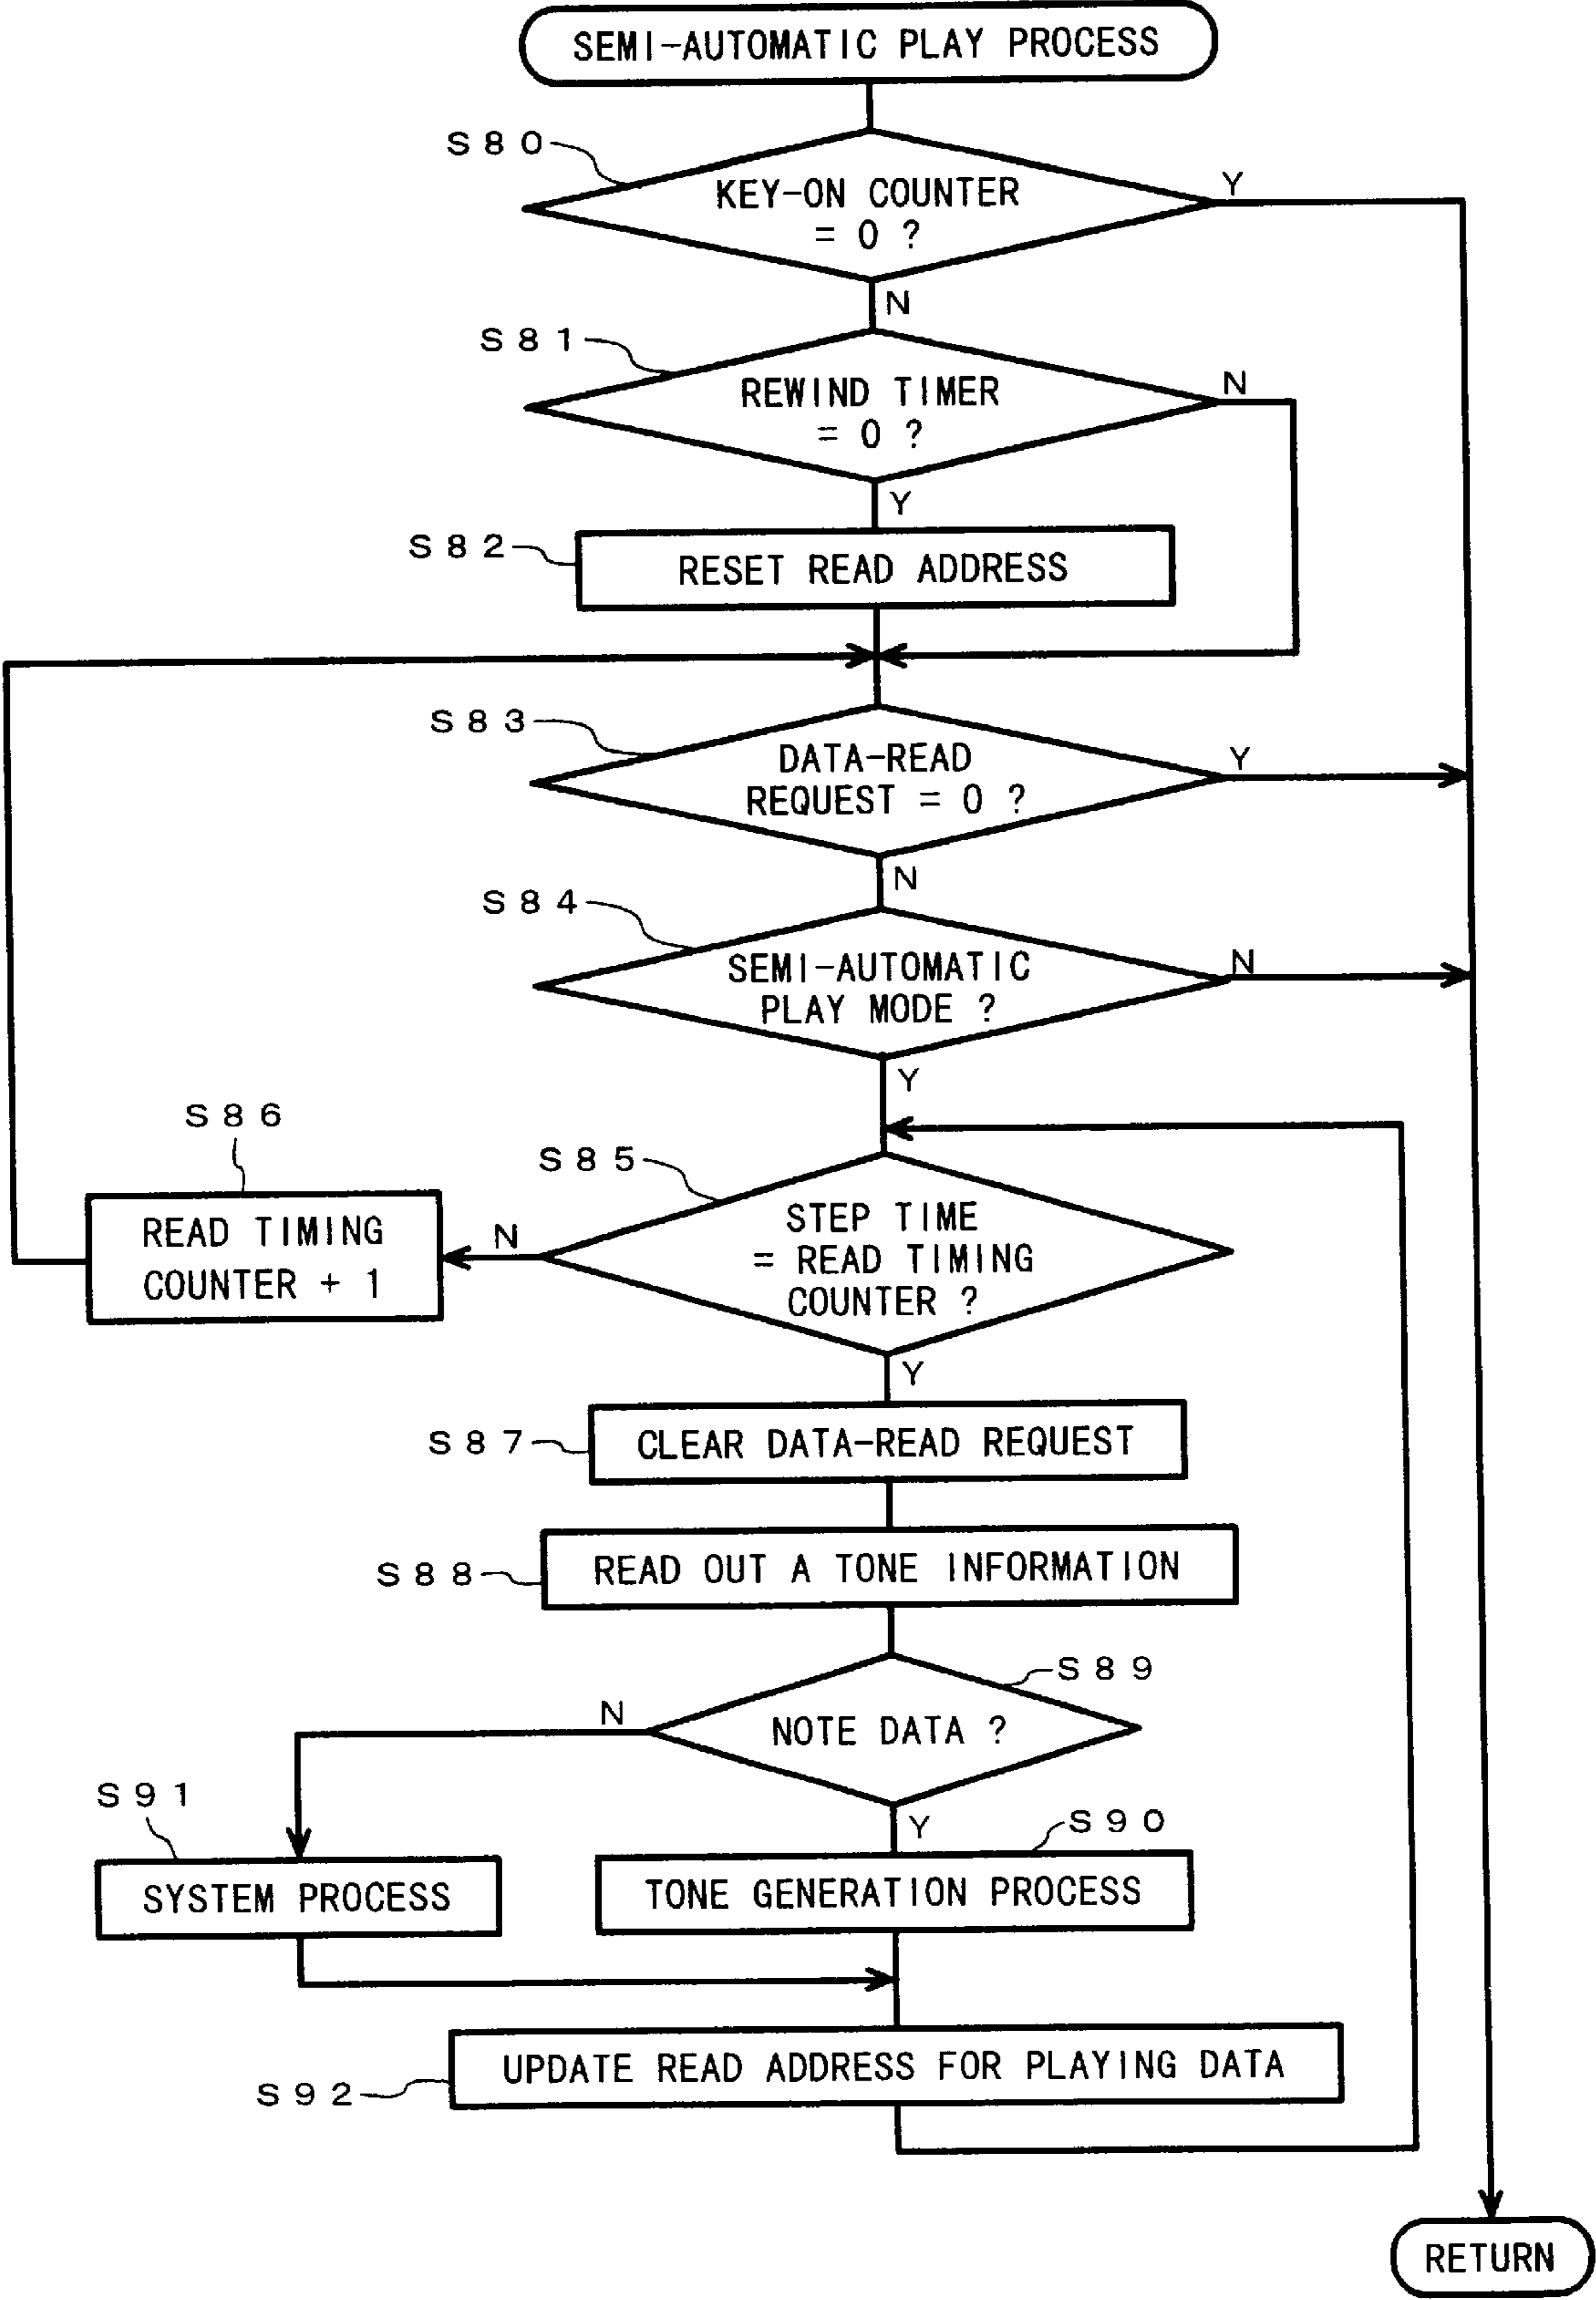 SEMI-AUTOMATIC PLAY PROCESS
S80
KEY-ON COUNTER
= 0 ?
Y
N
S81
REWIND TIMER
= 0 ?
N
Y
S82
RESET READ ADDRESS
S83
DATA-READ
REQUEST = 0 ?
Y
N
S84
SEMI-AUTOMATIC
PLAY MODE ?
N
Y
S85
STEP TIME
= READ TIMING
COUNTER ?
N
S86
READ TIMING
COUNTER + 1
Y
S87
CLEAR DATA-READ REQUEST
S88
READ OUT A TONE INFORMATION
S89
NOTE DATA ?
N
Y
S91
SYSTEM PROCESS
S90
TONE GENERATION PROCESS
S92
UPDATE READ ADDRESS FOR PLAYING DATA
RETURN